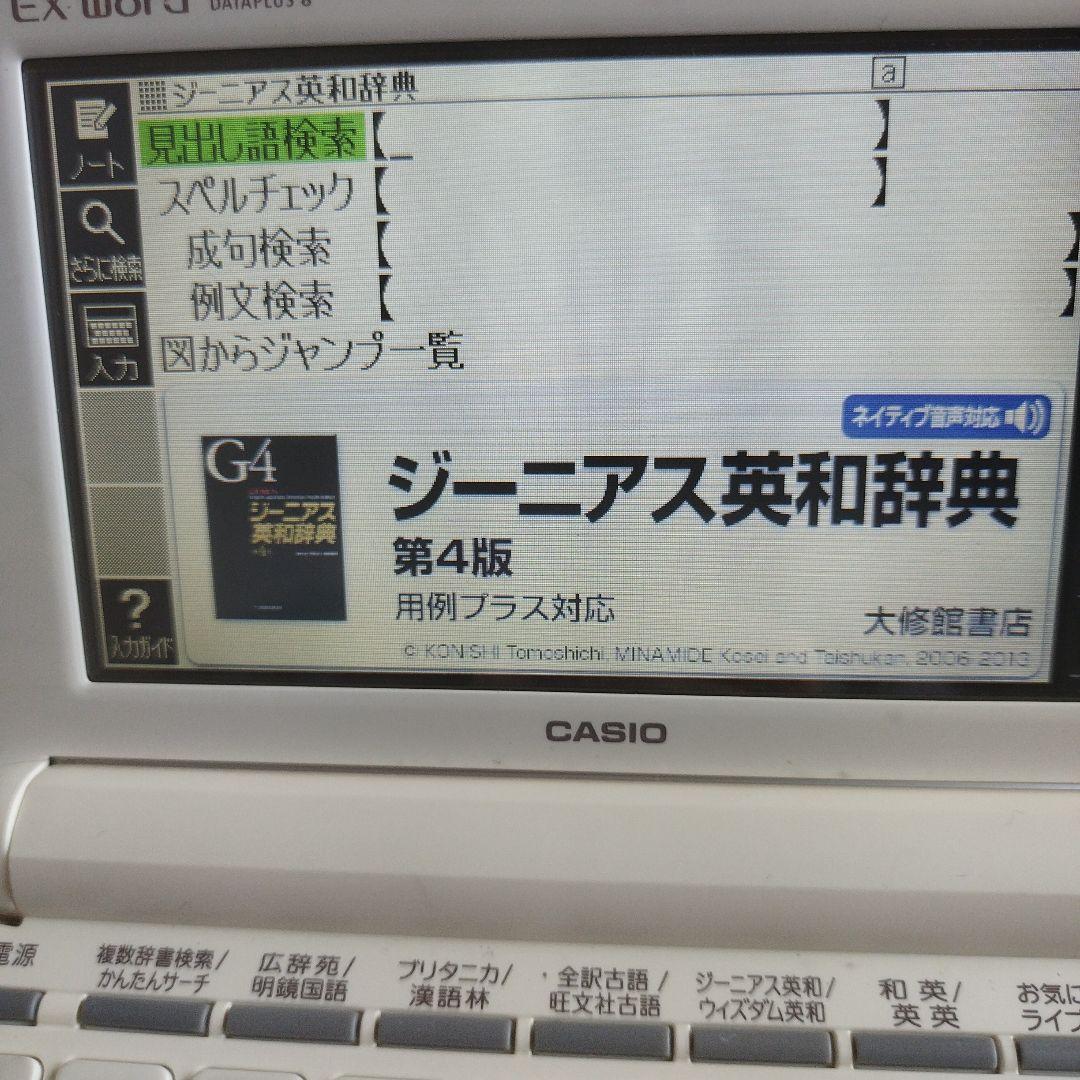 EX-word DATAPLUS 8
ジーニアス英和辞典
a
ノート
見出し語検索
スペルチェック
さらに検索
成句検索
例文検索
入力
図からジャンプ一覧
ネイティブ音声対応
G4
ジーニアス
英和辞典
ジーニアス英和辞典
第4版
用例プラス対応
大修館書店
?
入力ガイド
© KONISHI Tomoshichi, MINAMIDE Kosei and Taishukan, 2006-2013
CASIO
電源
複数辞書検索/
かんたんサーチ
広辞苑/
明鏡国語
ブリタニカ/
漢語林
・全訳古語/
旺文社古語
ジーニアス英和/
ウィズダム英和
和英/
英英
お気に
ライブ